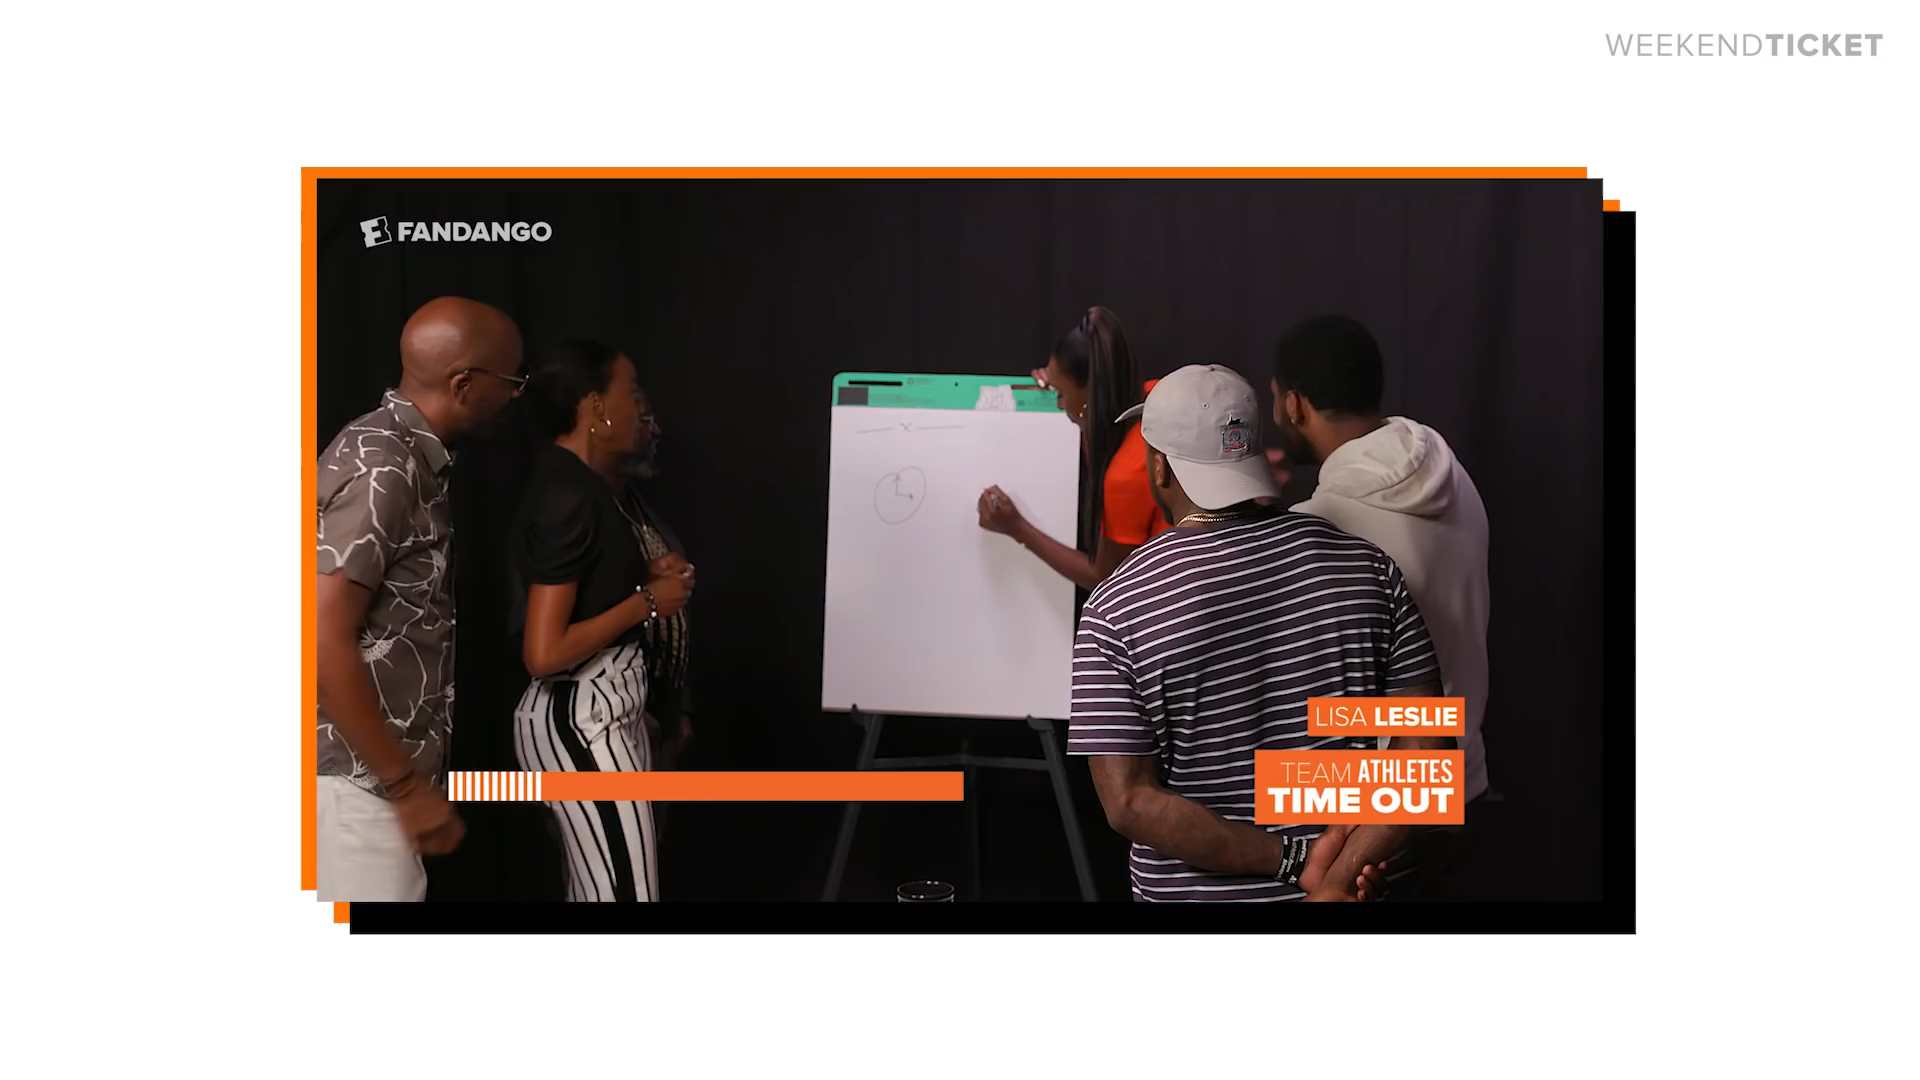 WEEKENDTICKET
FANDANGO
X
LISA LESLIE
TEAM ATHLETES
TIME OUT